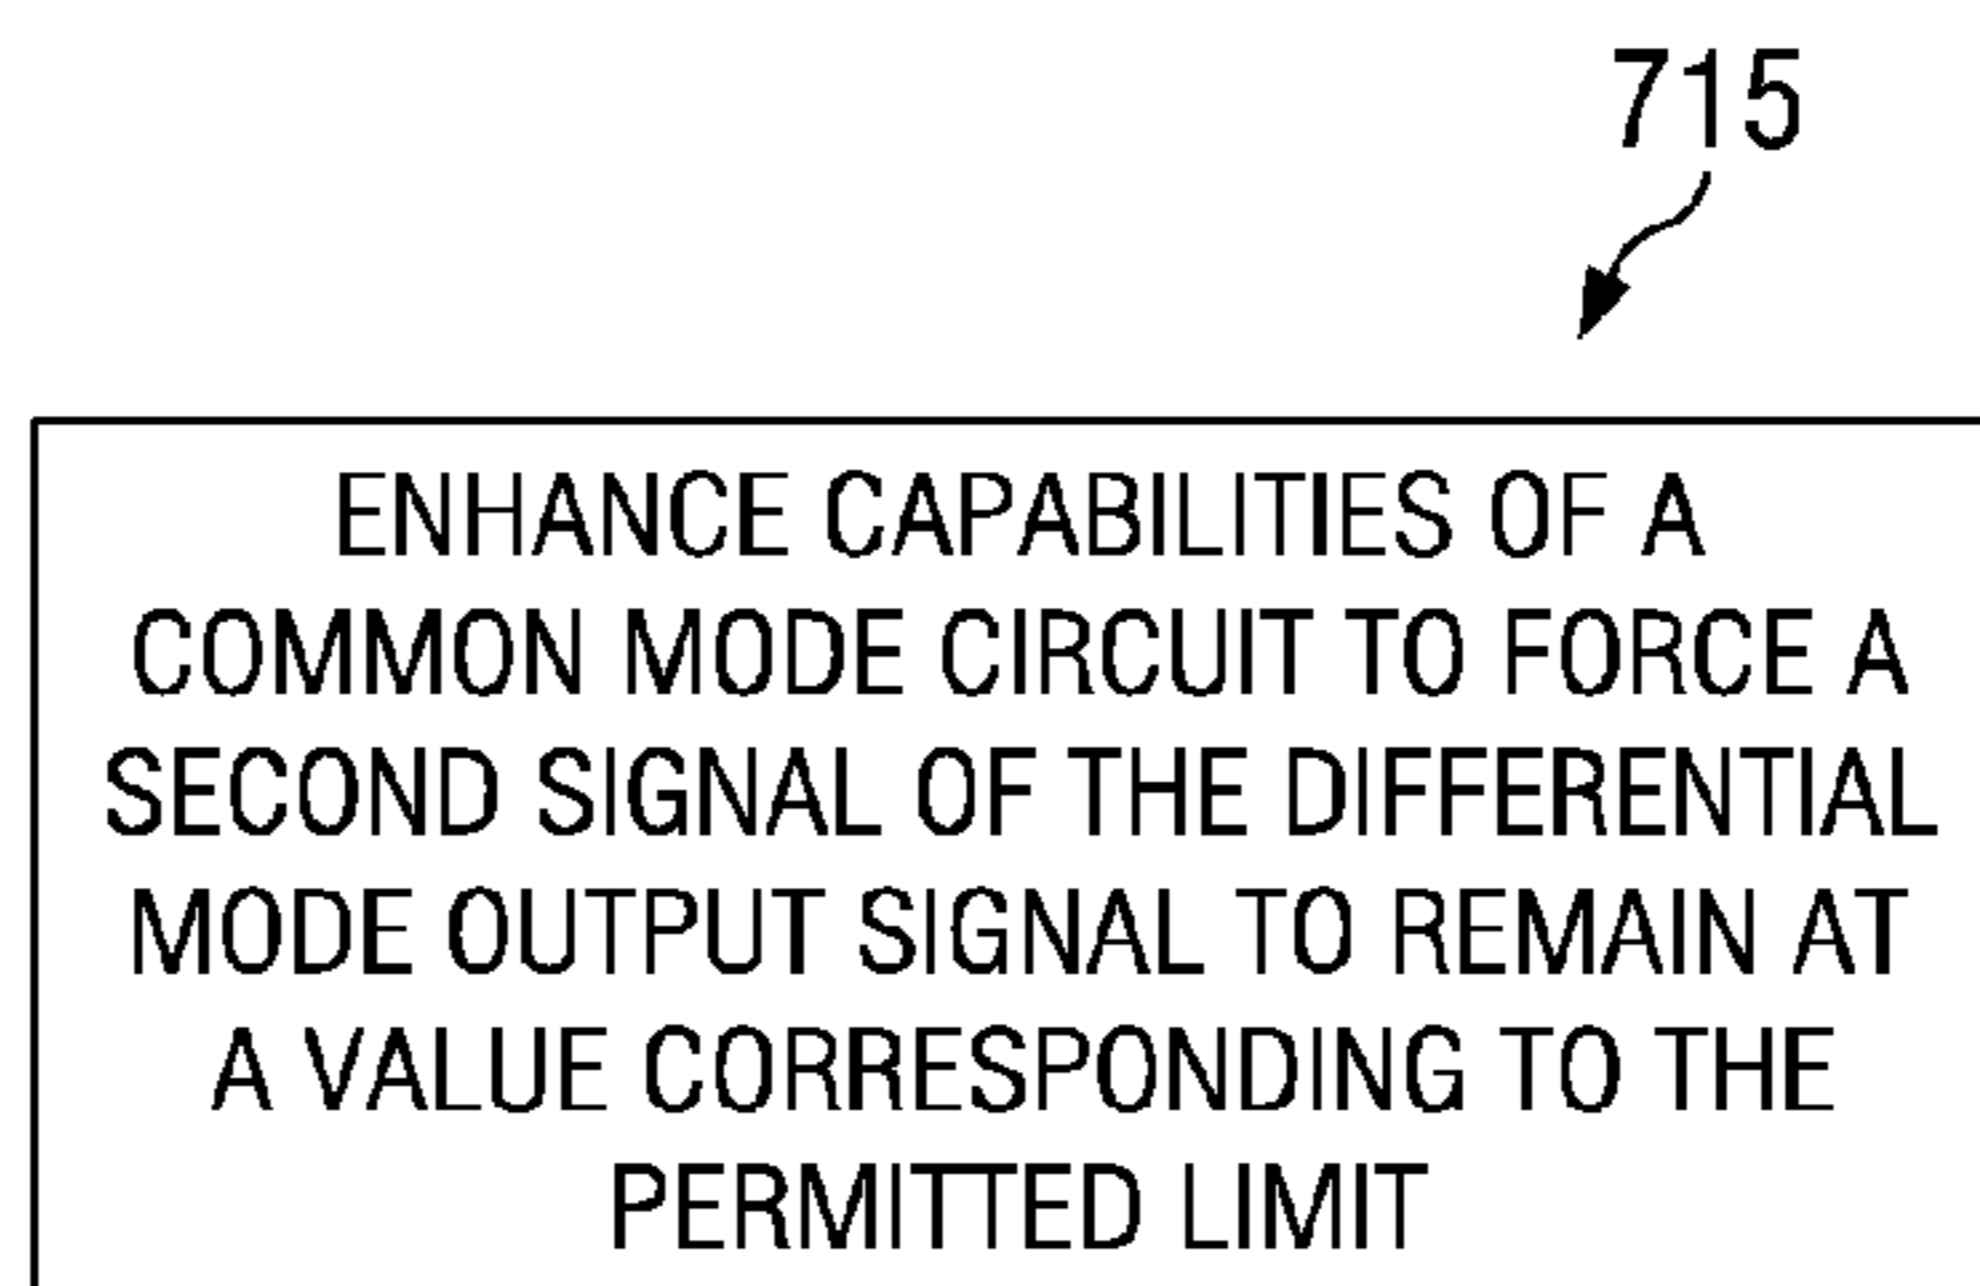 715
ENHANCE CAPABILITIES OF A
COMMON MODE CIRCUIT TO FORCE A
SECOND SIGNAL OF THE DIFFERENTIAL
MODE OUTPUT SIGNAL TO REMAIN AT
A VALUE CORRESPONDING TO THE
PERMITTED LIMIT